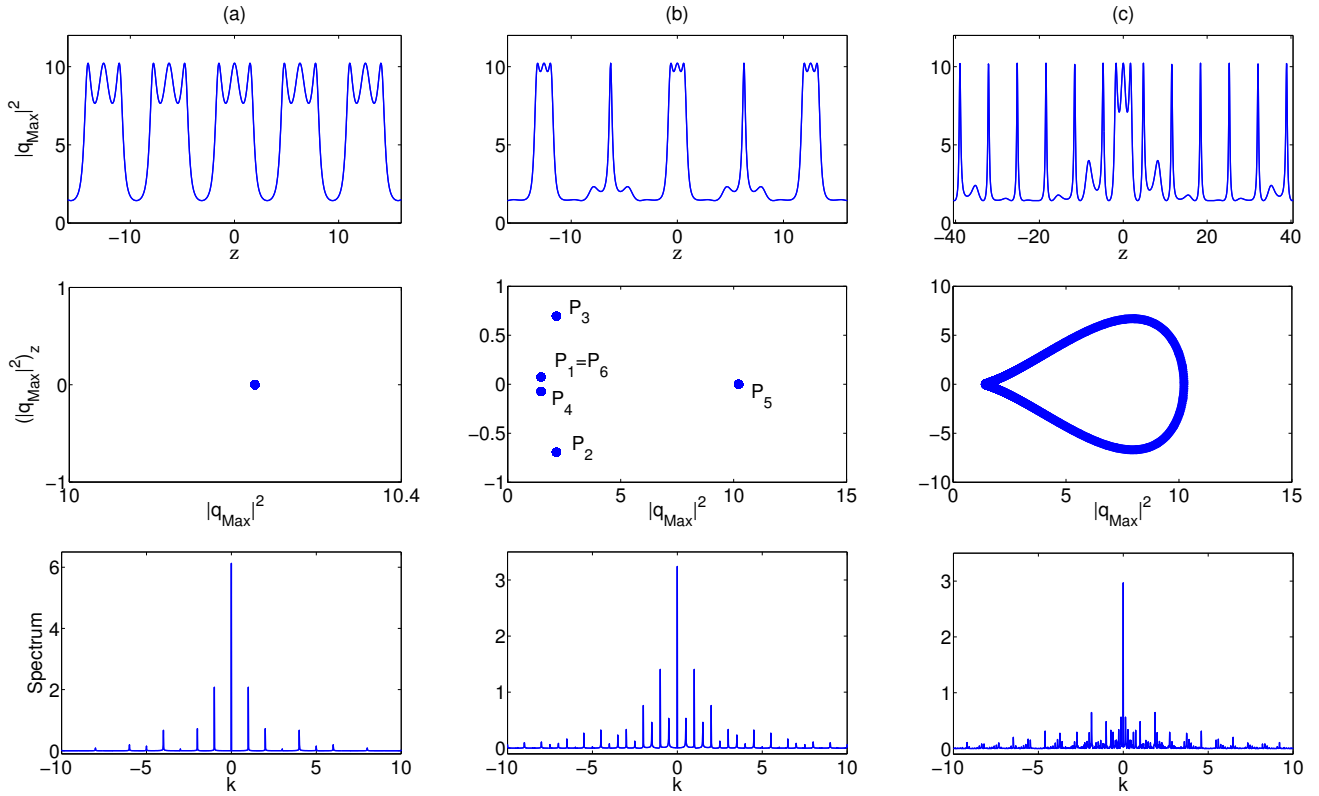 (a) (b) (c)
|q_Max|^2
10 10 10
5 5 5
0 0 0
−10 0 10 −10 0 10 −40 −20 0 20 40
z z z
(|q_Max|^2)_z
1 1 10
0.5 5
0 0 0
−0.5 −5
−1 −1 −10
P_3
P_1=P_6
P_4
P_5
P_2
10 10.4 0 5 10 15 0 5 10 15
|q_Max|^2 |q_Max|^2 |q_Max|^2
Spectrum
6 3 3
4 2 2
2 1 1
0 0 0
−10 −5 0 5 10 −10 −5 0 5 10 −10 −5 0 5 10
k k k